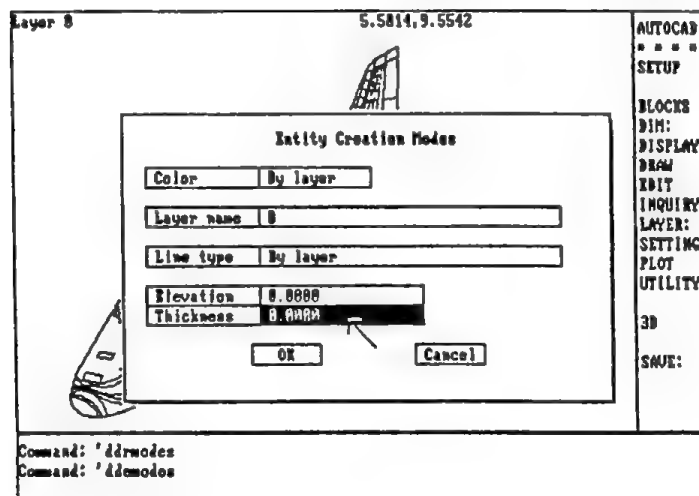 Layer 0 5.5814,9.5542
AUTOCAD
* * * *
SETUP
BLOCKS
DIM:
DISPLAY
DRAW
EDIT
INQUIRY
LAYER:
SETTING
PLOT
UTILITY
3D
SAVE:
Entity Creation Modes
Color By layer
Layer name 0
Line type By layer
Elevation 0.0000
Thickness 0.0000
OK Cancel
Command: 'ddrmodes
Command: 'ddemodes